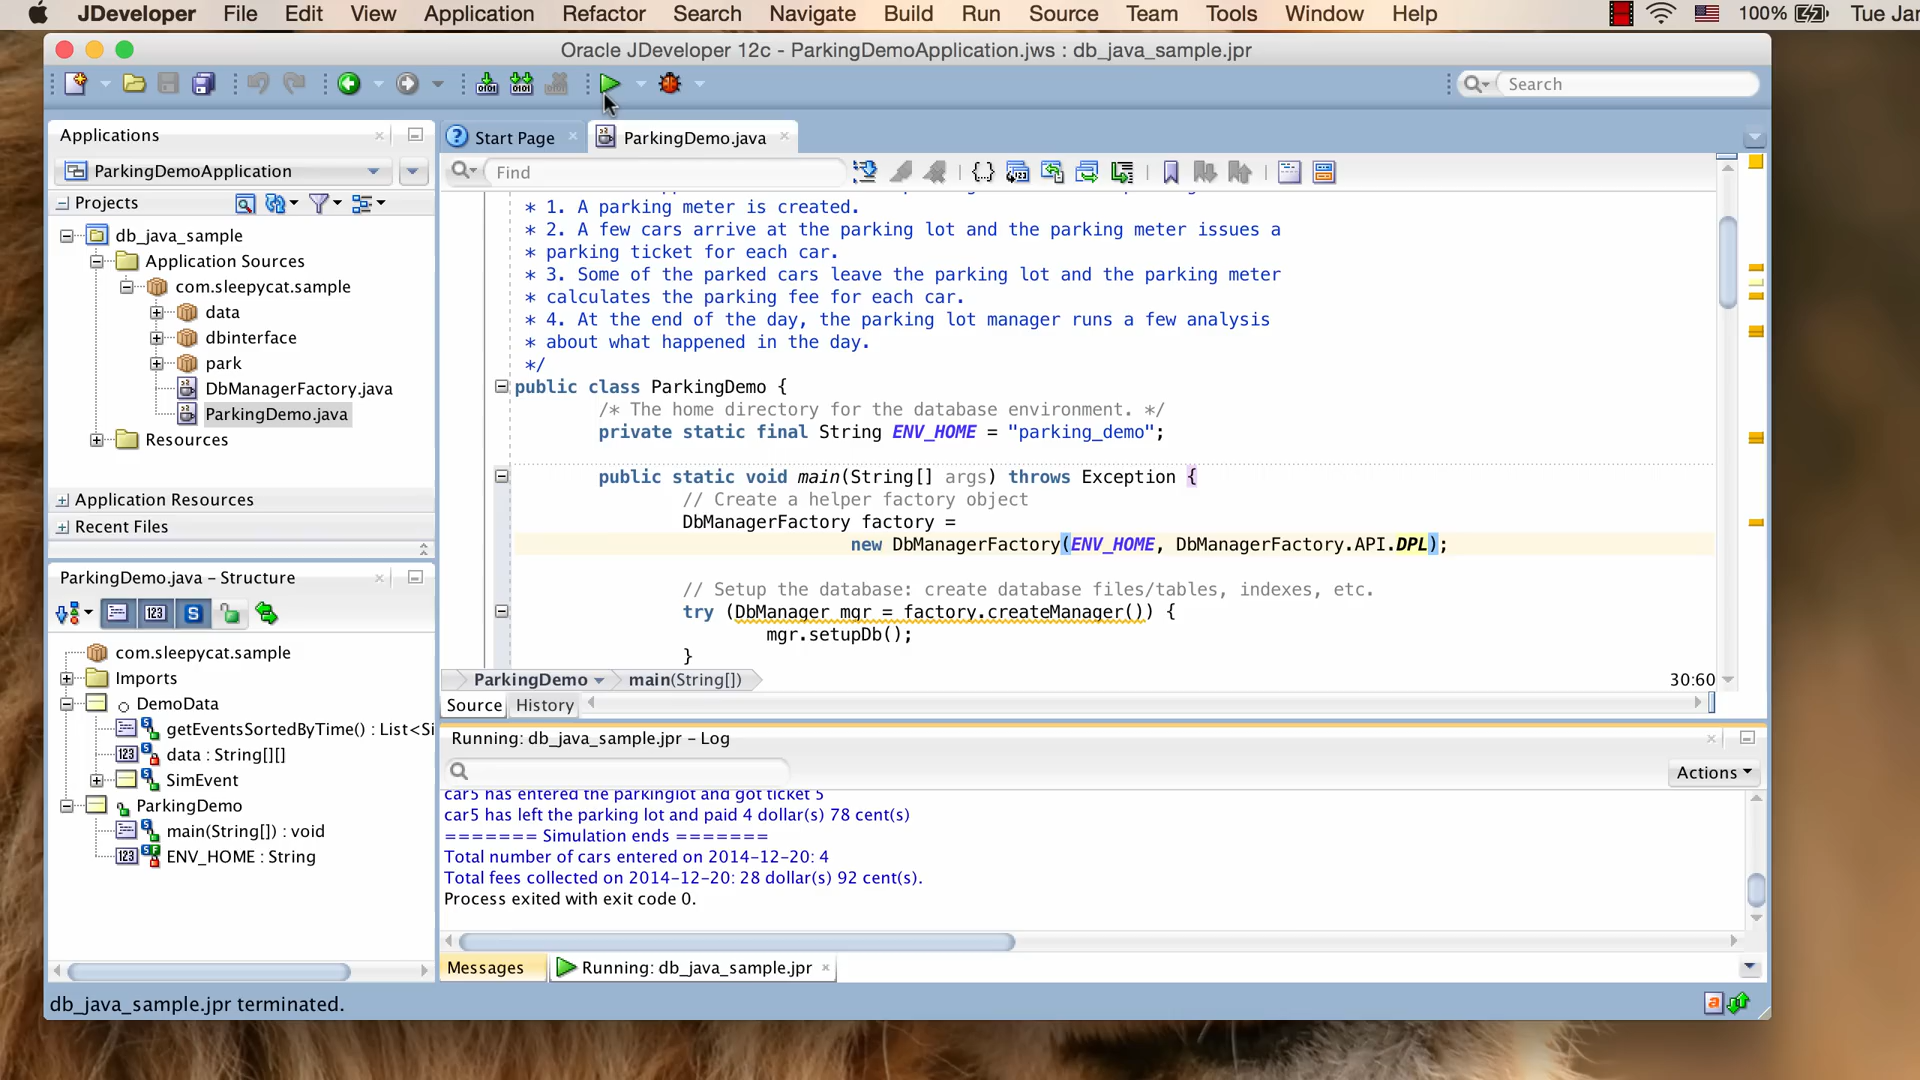 JDeveloper File Edit View Application Refactor Search Navigate Build Run Source Team Tools Window Help 100% Tue Jan
Oracle JDeveloper 12c - ParkingDemoApplication.jws : db_java_sample.jpr
Search
Applications
ParkingDemoApplication
Projects
db_java_sample
Application Sources
com.sleepycat.sample
data
dbinterface
park
DbManagerFactory.java
ParkingDemo.java
Resources
Application Resources
Recent Files
ParkingDemo.java - Structure
com.sleepycat.sample
Imports
DemoData
getEventsSortedByTime() : List<Si
data : String[][]
SimEvent
ParkingDemo
main(String[]) : void
ENV_HOME : String
Start Page
ParkingDemo.java
Find
* 1. A parking meter is created.
* 2. A few cars arrive at the parking lot and the parking meter issues a
* parking ticket for each car.
* 3. Some of the parked cars leave the parking lot and the parking meter
* calculates the parking fee for each car.
* 4. At the end of the day, the parking lot manager runs a few analysis
* about what happened in the day.
*/
public class ParkingDemo {
/* The home directory for the database environment. */
private static final String ENV_HOME = "parking_demo";
public static void main(String[] args) throws Exception {
// Create a helper factory object
DbManagerFactory factory =
new DbManagerFactory(ENV_HOME, DbManagerFactory.API.DPL);
// Setup the database: create database files/tables, indexes, etc.
try (DbManager mgr = factory.createManager()) {
mgr.setupDb();
}
ParkingDemo main(String[]) 30:60
Source History
Running: db_java_sample.jpr - Log
Actions
car5 has entered the parkinglot and got ticket 5
car5 has left the parking lot and paid 4 dollar(s) 78 cent(s)
======= Simulation ends =======
Total number of cars entered on 2014-12-20: 4
Total fees collected on 2014-12-20: 28 dollar(s) 92 cent(s).
Process exited with exit code 0.
Messages Running: db_java_sample.jpr
db_java_sample.jpr terminated.